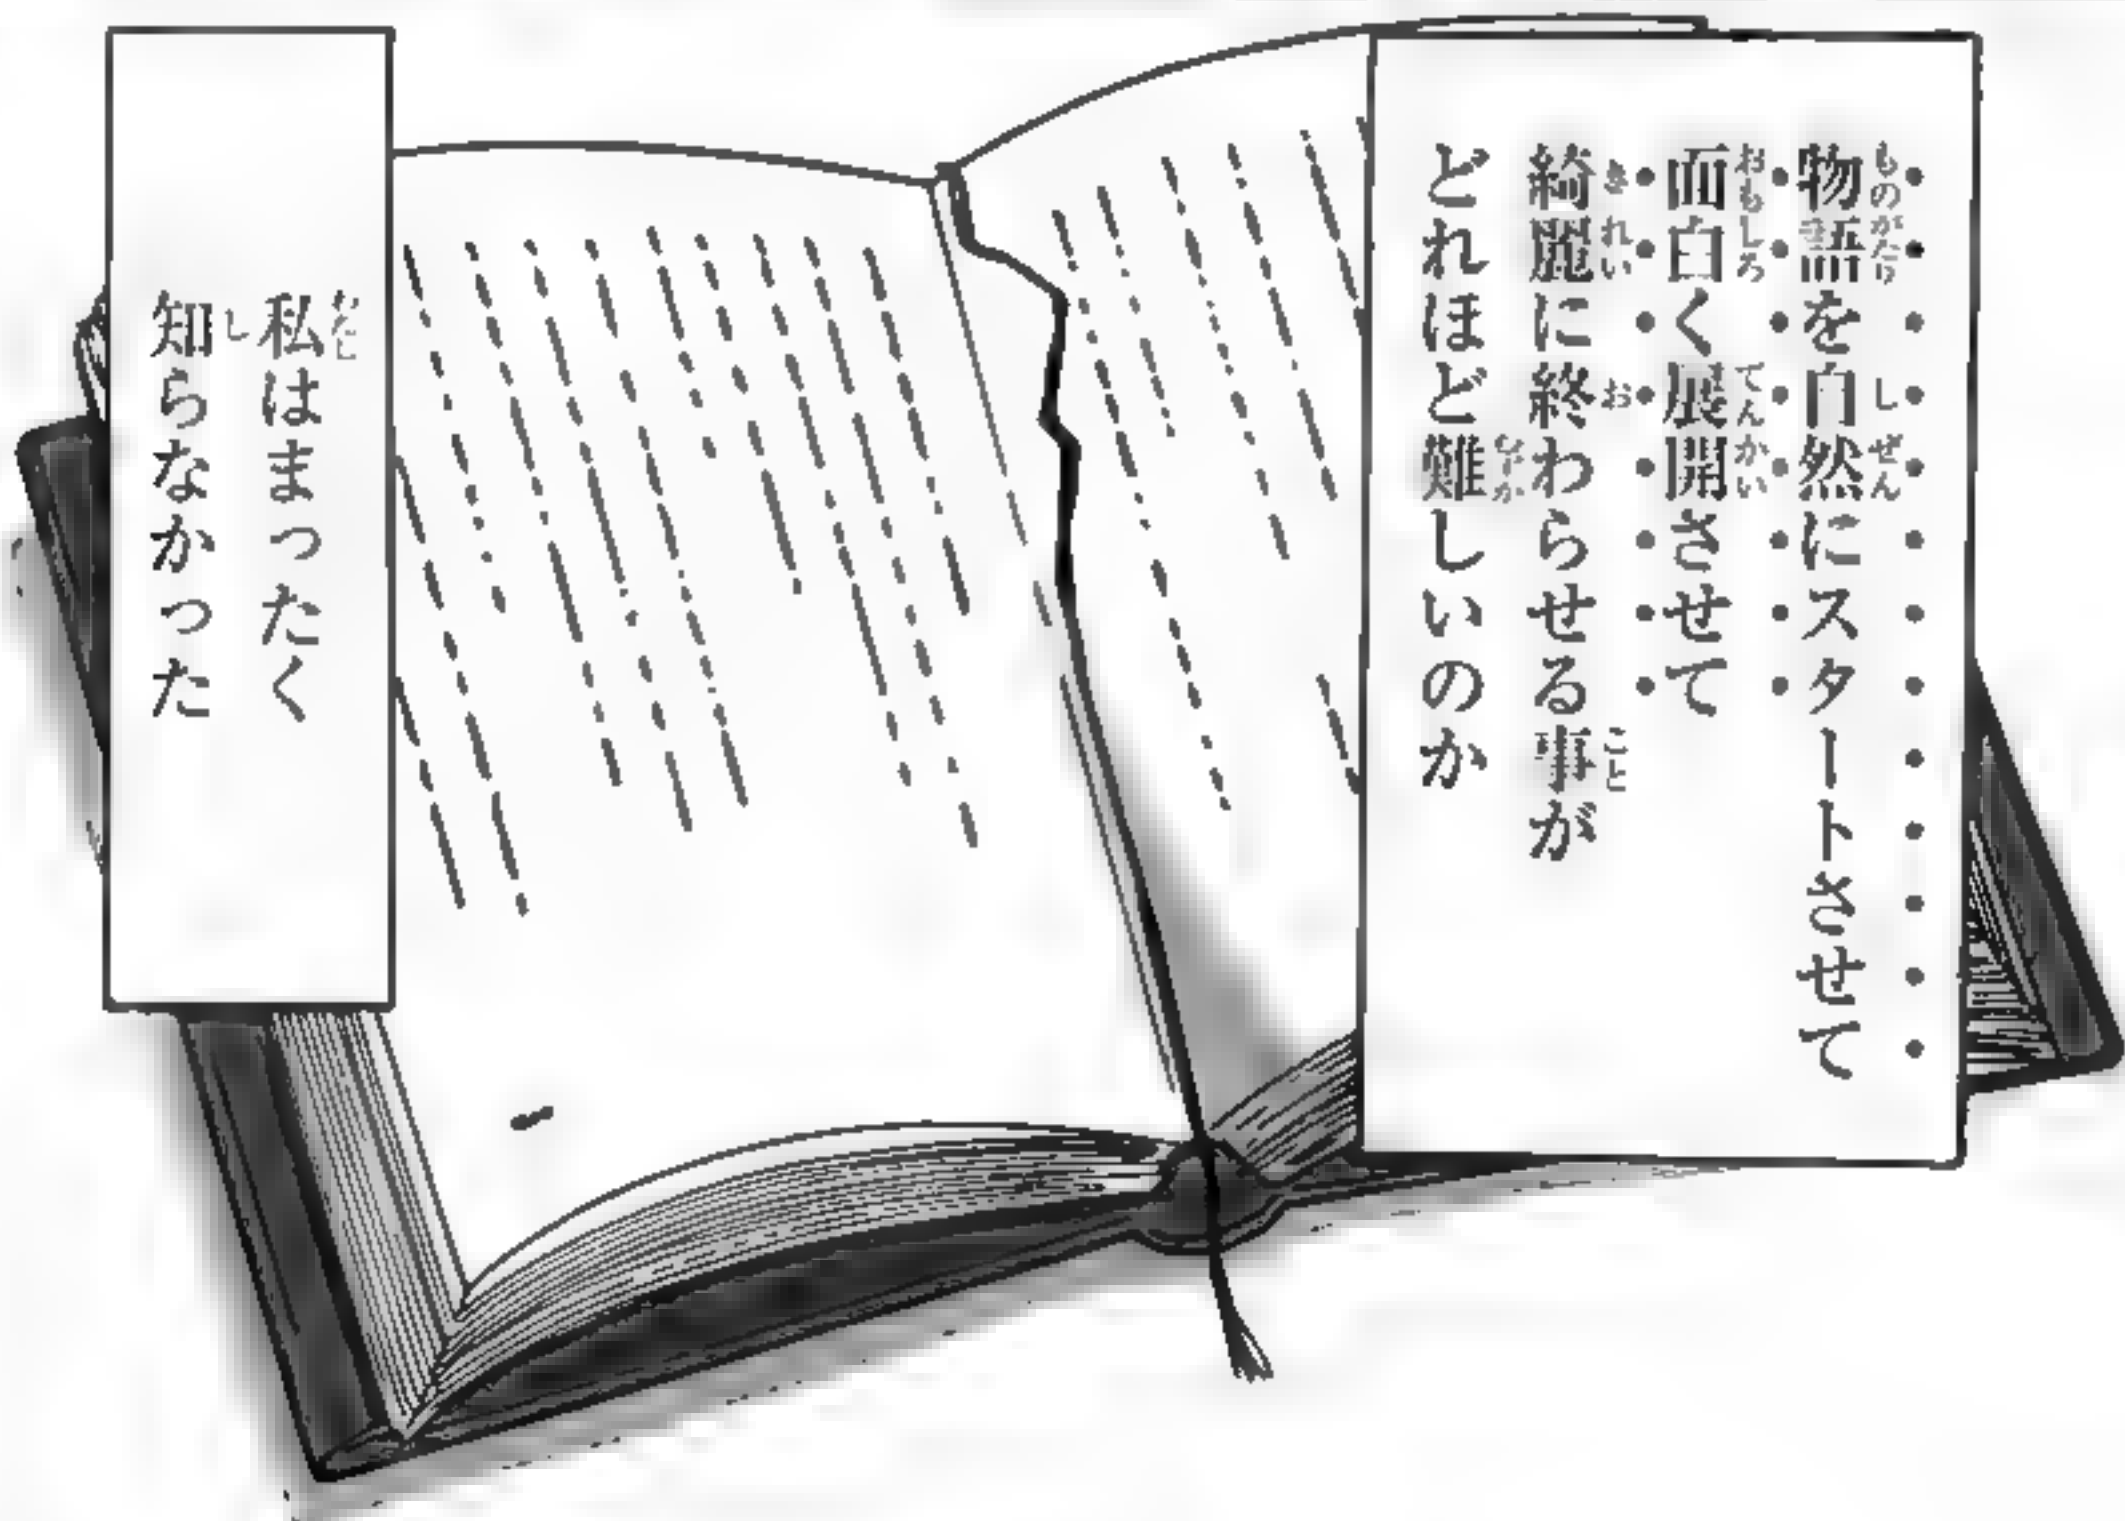 物語を自然にスタートさせて
面白く展開させて
綺麗に終わらせる事が
どれほど難しいのか
私はまったく
知らなかった